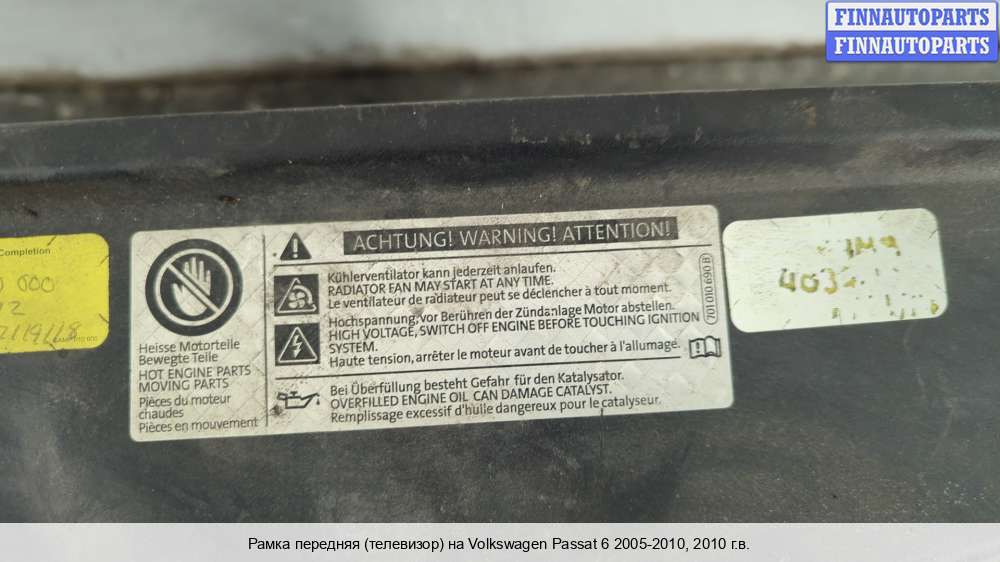 FINNAUTOPARTS
FINNAUTOPARTS
Completion
000
ACHTUNG! WARNING! ATTENTION!
Kühlerventilator kann jederzeit anlaufen.
RADIATOR FAN MAY START AT ANY TIME.
Le ventilateur de radiateur peut se déclencher à tout moment.
Hochspannung, vor Berühren der Zündanlage Motor abstellen.
HIGH VOLTAGE, SWITCH OFF ENGINE BEFORE TOUCHING IGNITION
SYSTEM.
Haute tension, arrêter le moteur avant de toucher à l'allumage.
Bei Überfüllung besteht Gefahr für den Katalysator.
OVERFILLED ENGINE OIL CAN DAMAGE CATALYST.
Remplissage excessif d'huile dangereux pour le catalyseur.
Heisse Motorteile
Bewegte Teile
HOT ENGINE PARTS
MOVING PARTS
Pièces du moteur
chaudes
Pièces en mouvement
701 010 690 B
Рамка передняя (телевизор) на Volkswagen Passat 6 2005-2010, 2010 г.в.